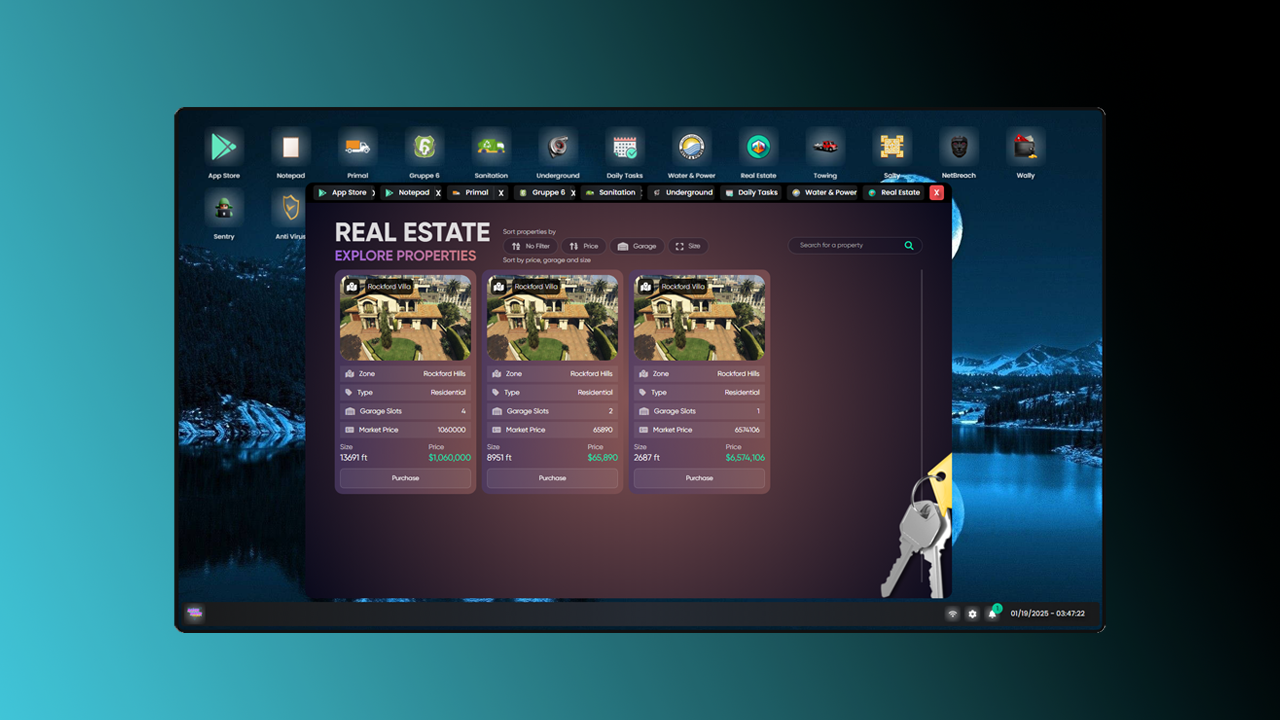 App Store
Notepad
Primal
Gruppe 6
Sanitation
Underground
Daily Tasks
Water & Power
Real Estate
Towing
Salty
NetBreach
Wally
Sentry
Anti Virus
App Store
Notepad X
Primal X
Gruppe 6 X
Sanitation
Underground
Daily Tasks
Water & Power
Real Estate
X
REAL ESTATE
EXPLORE PROPERTIES
Sort properties by
No Filter
Price
Garage
Size
Sort by price, garage and size
Search for a property
Rockford Villa
Zone Rockford Hills
Type Residential
Garage Slots 4
Market Price 1060000
Size Price
13691 ft $1,060,000
Purchase
Rockford Villa
Zone Rockford Hills
Type Residential
Garage Slots 2
Market Price 65890
Size Price
8951 ft $65,890
Purchase
Rockford Villa
Zone Rockford Hills
Type Residential
Garage Slots 1
Market Price 6574106
Size Price
2687 ft $6,574,106
Purchase
01/19/2025 - 03:47:22